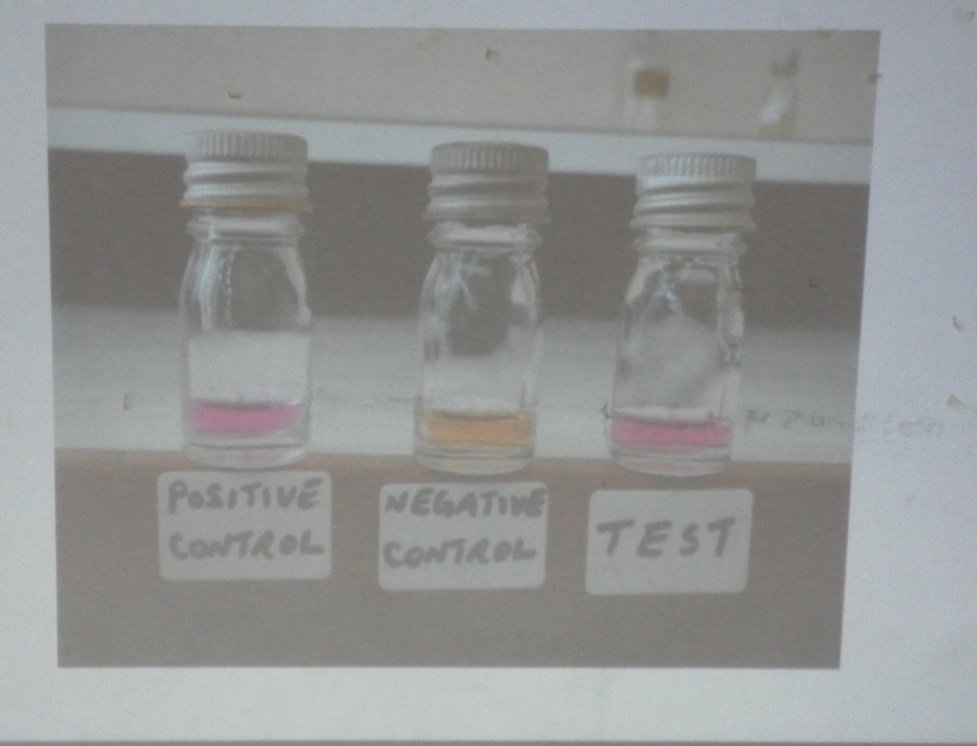 POSITIVE
CONTROL
NEGATIVE
CONTROL
TEST